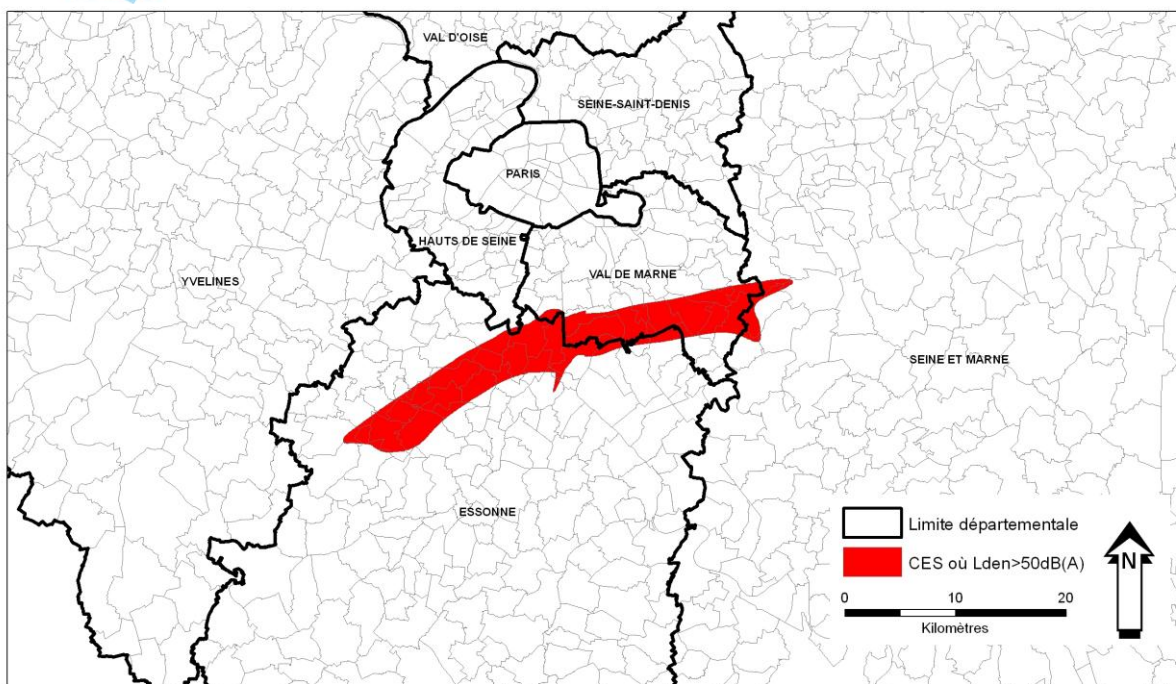 VAL D'OISE
SEINE-SAINT-DENIS
PARIS
HAUTS DE SEINE
VAL DE MARNE
YVELINES
SEINE ET MARNE
ESSONNE
Limite départementale
CES où Lden>50dB(A)
0 10 20
Kilomètres
N